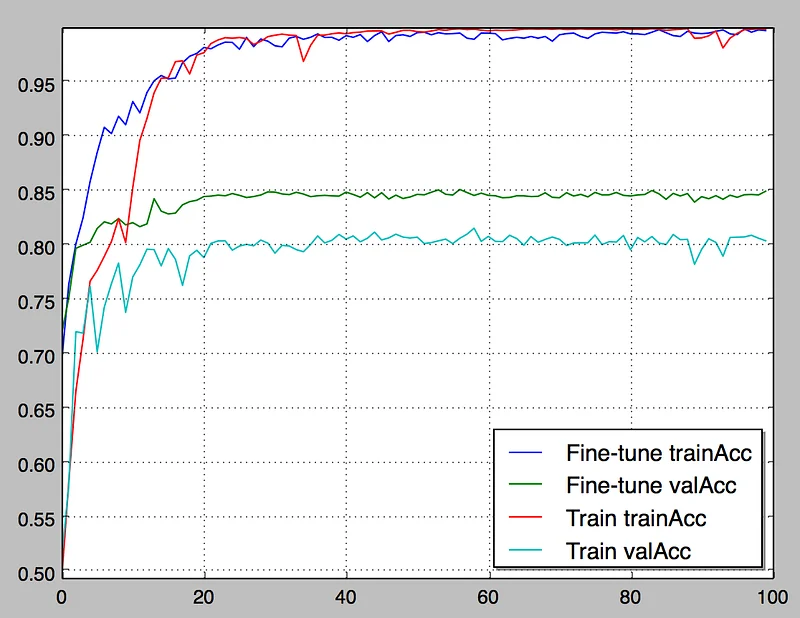 0.95
0.90
0.85
0.80
0.75
0.70
0.65
0.60
0.55
0.50
0 20 40 60 80 100
Fine-tune trainAcc
Fine-tune valAcc
Train trainAcc
Train valAcc